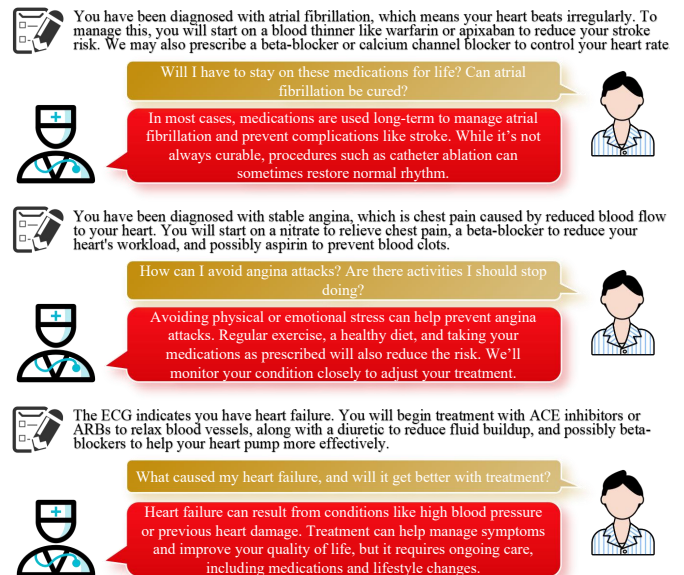 You have been diagnosed with atrial fibrillation, which means your heart beats irregularly. To
manage this, you will start on a blood thinner like warfarin or apixaban to reduce your stroke
risk. We may also prescribe a beta-blocker or calcium channel blocker to control your heart rate
Will I have to stay on these medications for life? Can atrial
fibrillation be cured?
In most cases, medications are used long-term to manage atrial
fibrillation and prevent complications like stroke. While it's not
always curable, procedures such as catheter ablation can
sometimes restore normal rhythm.
You have been diagnosed with stable angina, which is chest pain caused by reduced blood flow
to your heart. You will start on a nitrate to relieve chest pain, a beta-blocker to reduce your
heart's workload, and possibly aspirin to prevent blood clots.
How can I avoid angina attacks? Are there activities I should stop
doing?
Avoiding physical or emotional stress can help prevent angina
attacks. Regular exercise, a healthy diet, and taking your
medications as prescribed will also reduce the risk. We'll
monitor your condition closely to adjust your treatment.
The ECG indicates you have heart failure. You will begin treatment with ACE inhibitors or
ARBs to relax blood vessels, along with a diuretic to reduce fluid buildup, and possibly beta-
blockers to help your heart pump more effectively.
What caused my heart failure, and will it get better with treatment?
Heart failure can result from conditions like high blood pressure
or previous heart damage. Treatment can help manage symptoms
and improve your quality of life, but it requires ongoing care,
including medications and lifestyle changes.